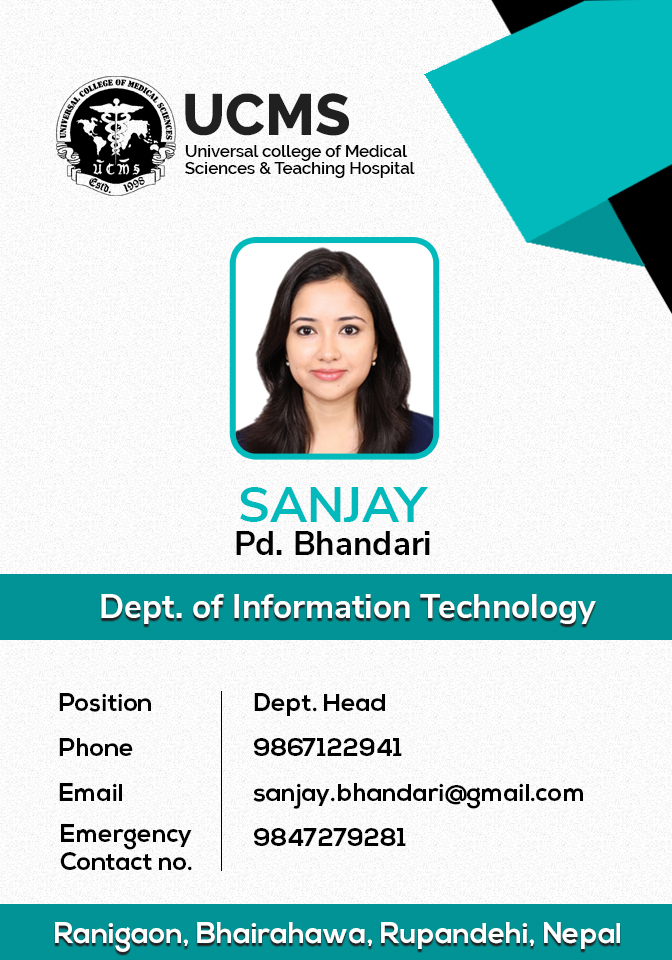 UNIVERSAL COLLEGE OF MEDICAL SCIENCES
UCMS
Estd. 1998
UCMS
Universal college of Medical
Sciences & Teaching Hospital
SANJAY
Pd. Bhandari
Dept. of Information Technology
Position Dept. Head
Phone 9867122941
Email sanjay.bhandari@gmail.com
Emergency
Contact no. 9847279281
Ranigaon, Bhairahawa, Rupandehi, Nepal